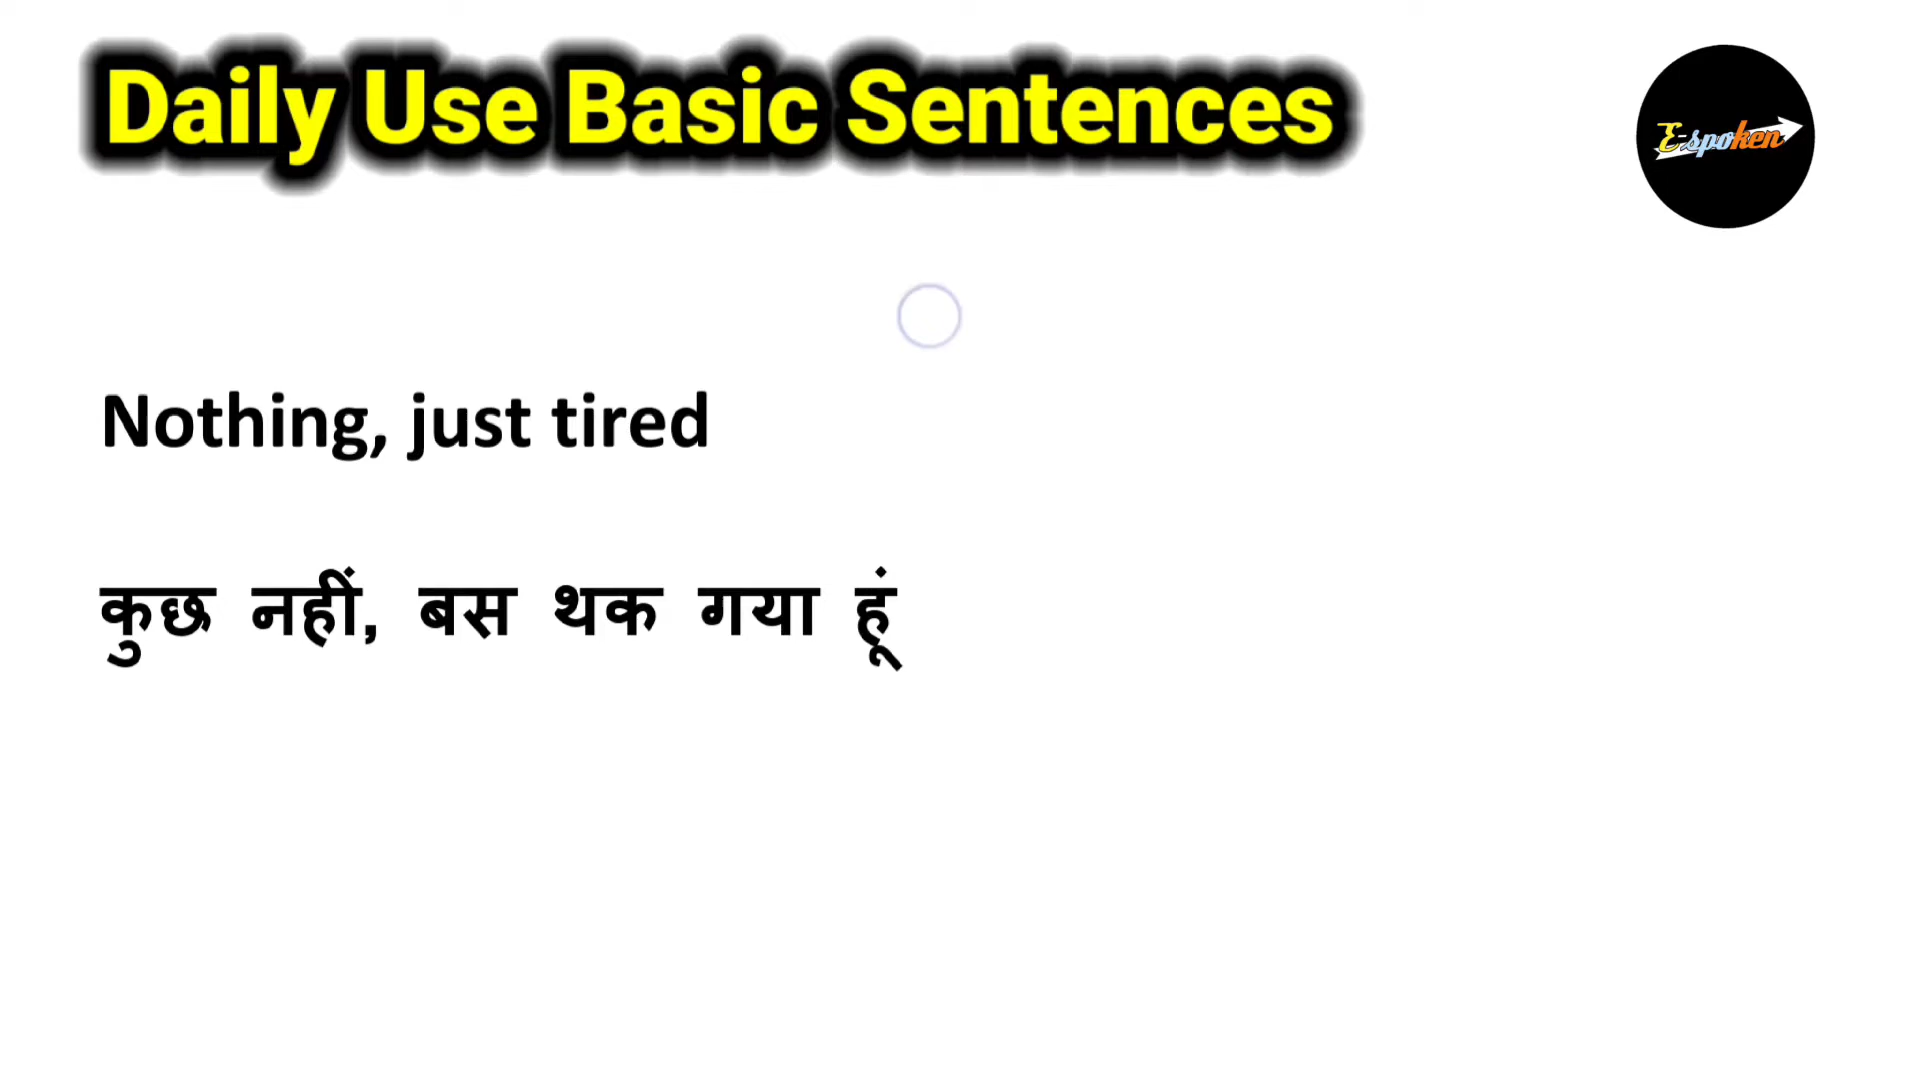 Daily Use Basic Sentences
E-spoken
Nothing, just tired
कुछ नहीं, बस थक गया हूं